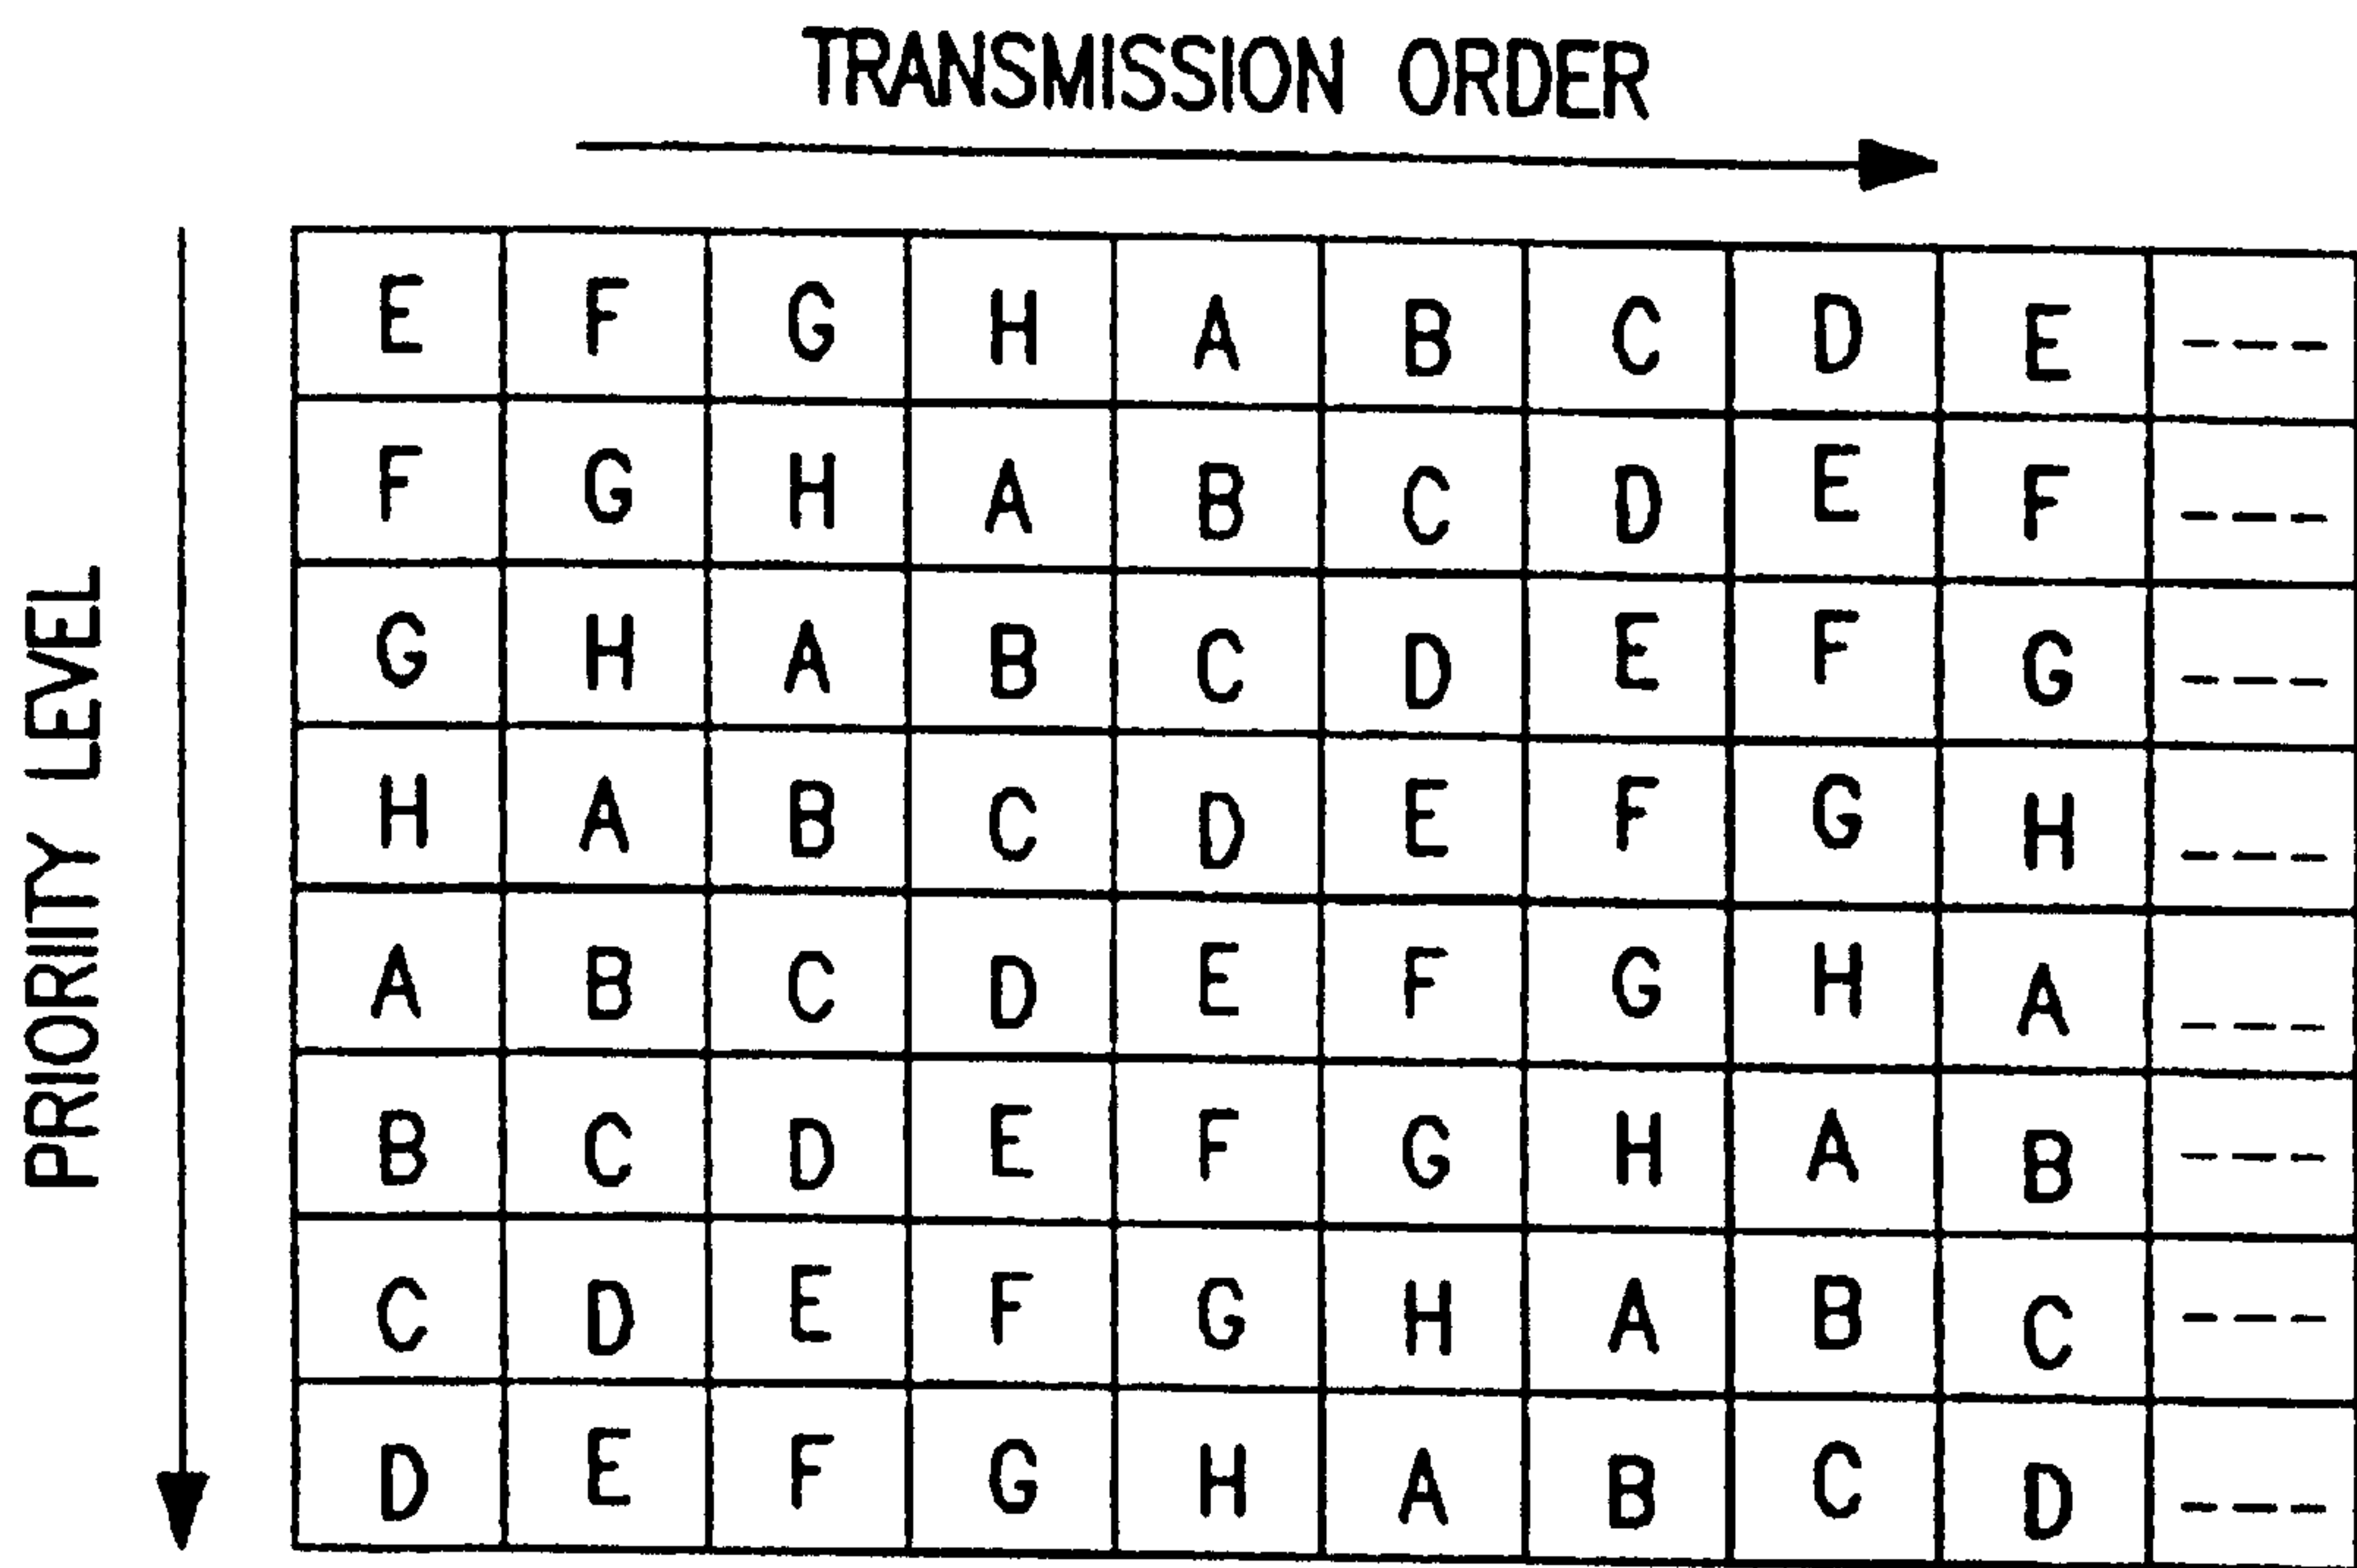 TRANSMISSION ORDER
PRIORIITY LEVEL
E F G H A B C D E ---
F G H A B C D E F ---
G H A B C D E F G ---
H A B C D E F G H ---
A B C D E F G H A ---
B C D E F G H A B ---
C D E F G H A B C ---
D E F G H A B C D ---